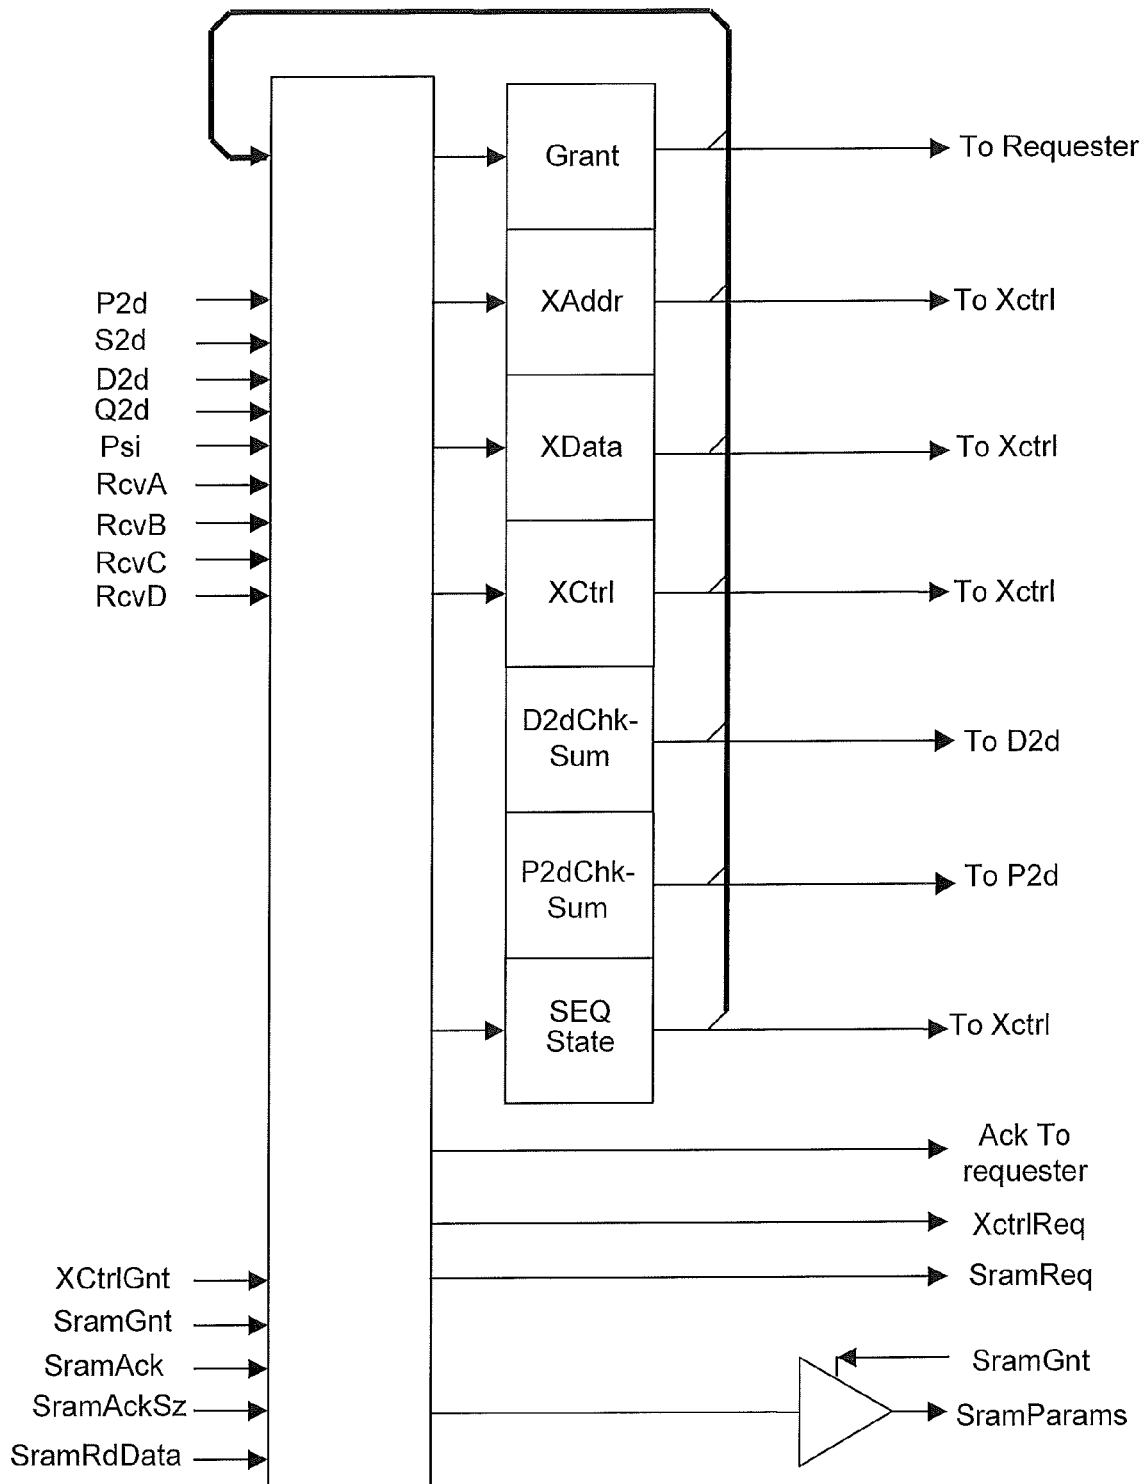 Grant
To Requester
P2d
XAddr
To Xctrl
S2d
D2d
Q2d
Psi
XData
To Xctrl
RcvA
RcvB
RcvC
RcvD
XCtrl
To Xctrl
D2dChk-
Sum
To D2d
P2dChk-
Sum
To P2d
SEQ
State
To Xctrl
Ack To
requester
XctrlReq
XCtrlGnt
SramReq
SramGnt
SramAck
SramGnt
SramAckSz
SramParams
SramRdData